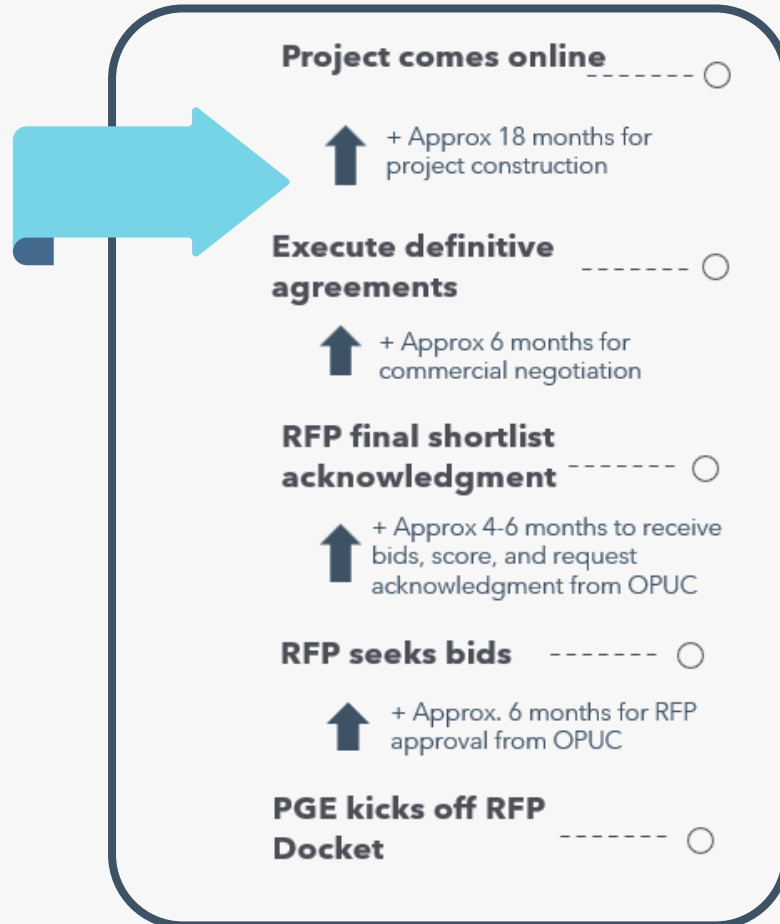 Project comes online
+ Approx 18 months for
project construction
Execute definitive
agreements
+ Approx 6 months for
commercial negotiation
RFP final shortlist
acknowledgment
+ Approx 4-6 months to receive
bids, score, and request
acknowledgment from OPUC
RFP seeks bids
+ Approx. 6 months for RFP
approval from OPUC
PGE kicks off RFP
Docket